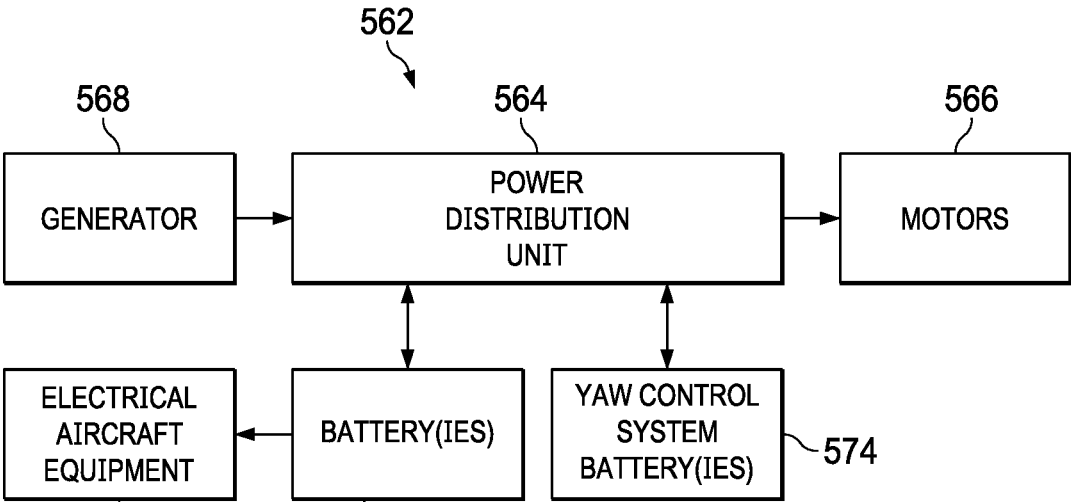 562
568
564
566
GENERATOR
POWER
DISTRIBUTION
UNIT
MOTORS
ELECTRICAL
AIRCRAFT
EQUIPMENT
BATTERY(IES)
YAW CONTROL
SYSTEM
BATTERY(IES)
574